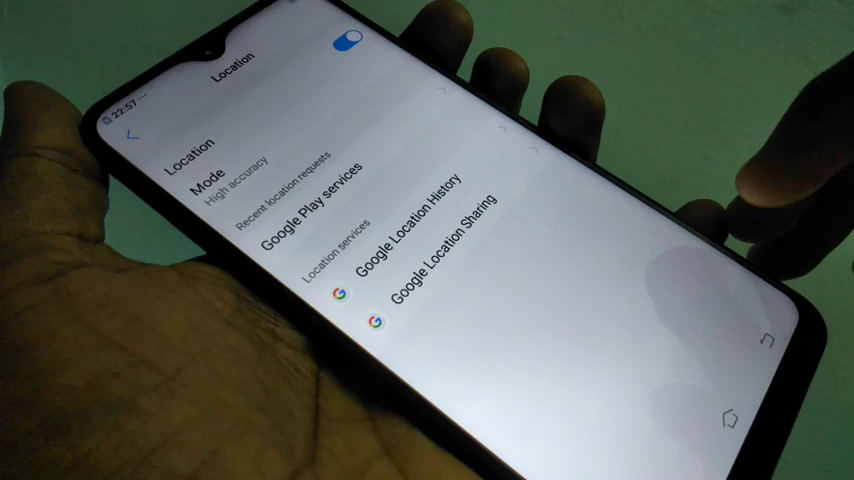 22:57 ...
Location
Location
Mode
High accuracy
Recent location requests
Google Play services
Location services
Google Location History
Google Location Sharing